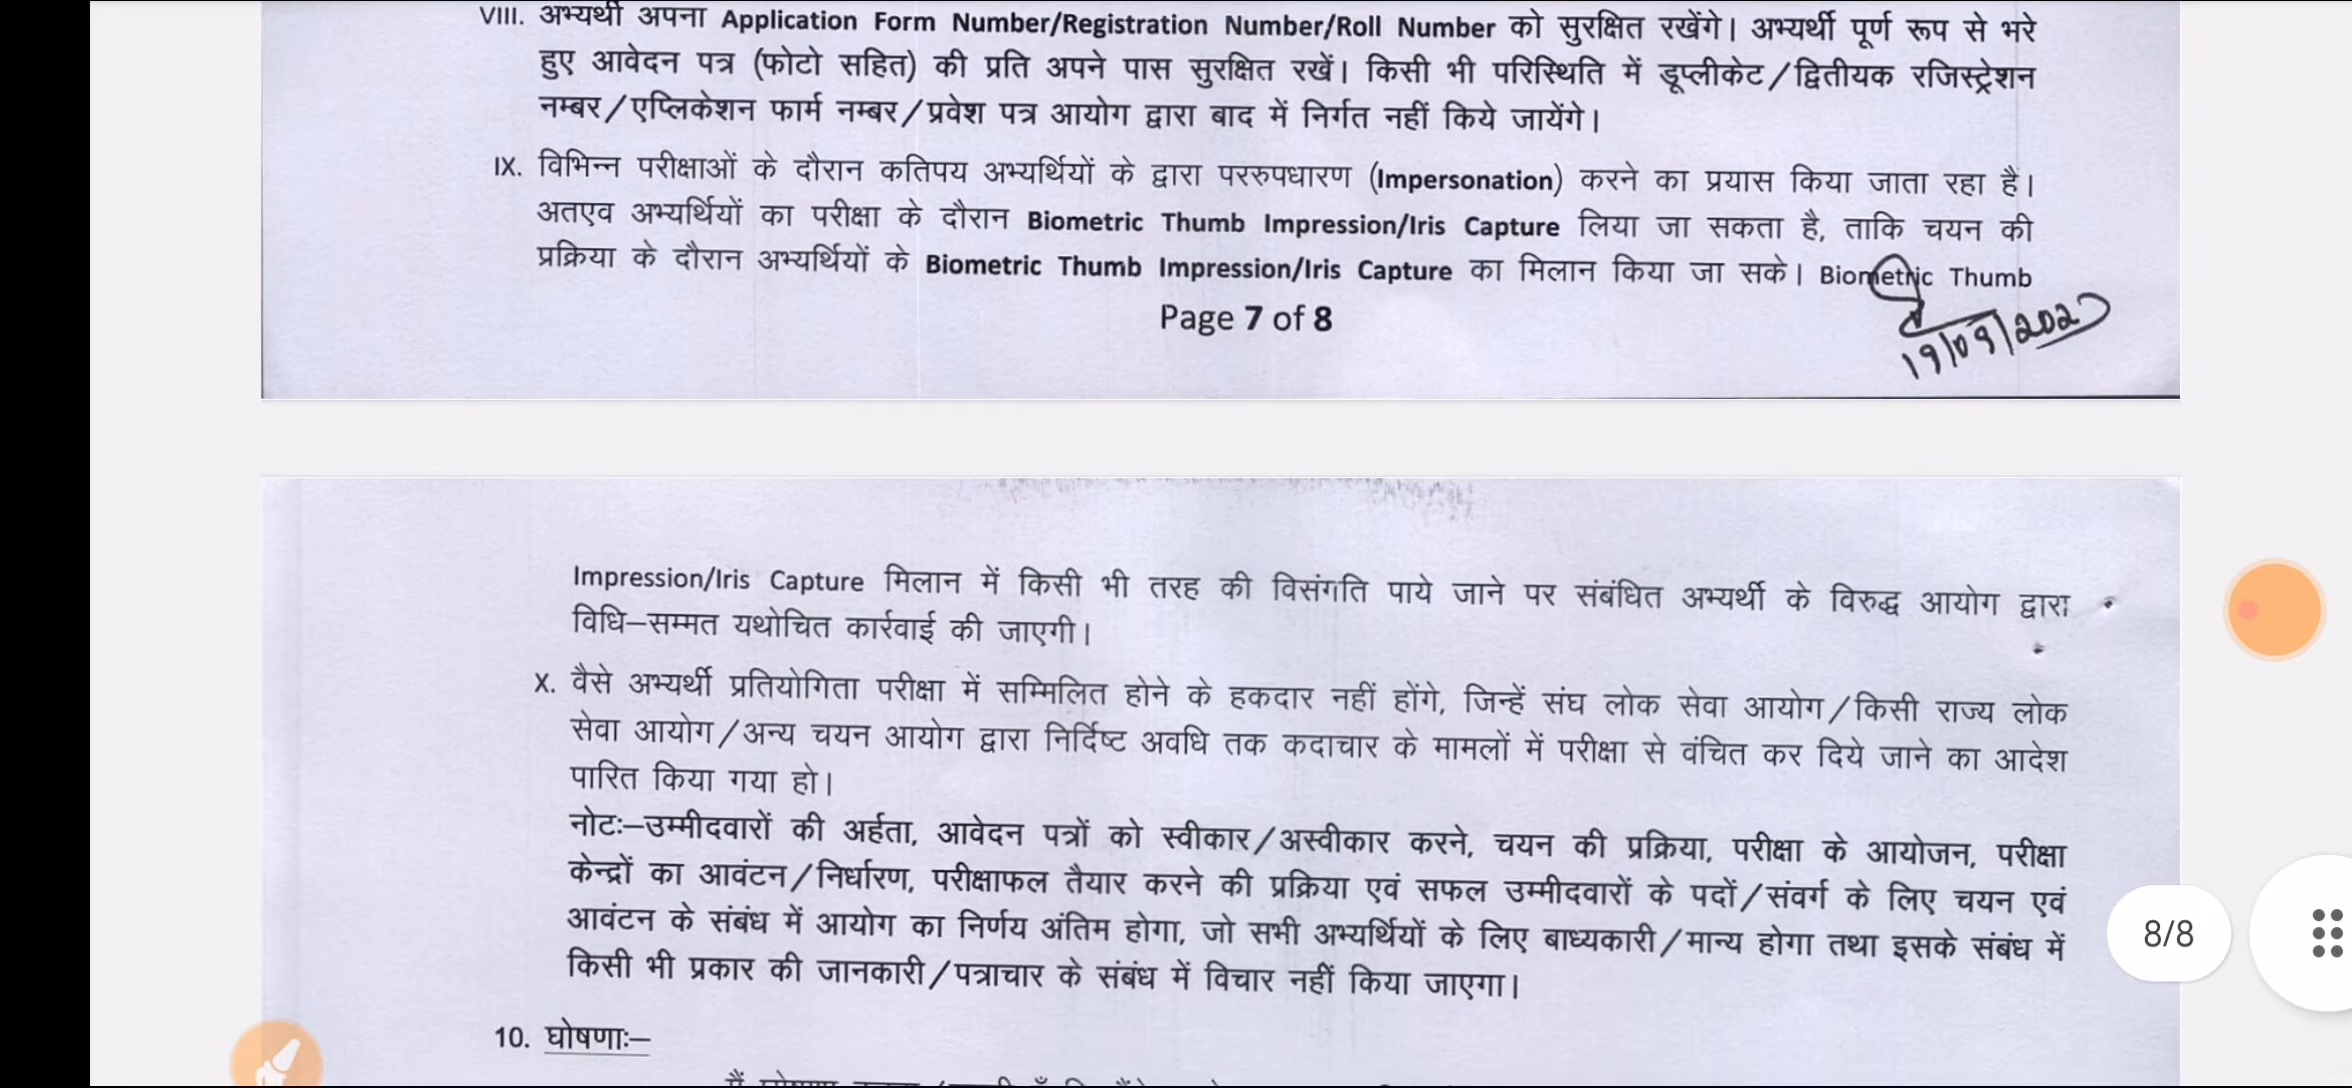 VIII. अभ्यर्थी अपना Application Form Number/Registration Number/Roll Number को सुरक्षित रखेंगे। अभ्यर्थी पूर्ण रूप से भरे
हुए आवेदन पत्र (फोटो सहित) की प्रति अपने पास सुरक्षित रखें। किसी भी परिस्थिति में डूप्लीकेट/द्वितीयक रजिस्ट्रेशन
नम्बर/एप्लिकेशन फार्म नम्बर/प्रवेश पत्र आयोग द्वारा बाद में निर्गत नहीं किये जायेंगे।
IX. विभिन्न परीक्षाओं के दौरान कतिपय अभ्यर्थियों के द्वारा पररुपधारण (Impersonation) करने का प्रयास किया जाता रहा है।
अतएव अभ्यर्थियों का परीक्षा के दौरान Biometric Thumb Impression/Iris Capture लिया जा सकता है, ताकि चयन की
प्रक्रिया के दौरान अभ्यर्थियों के Biometric Thumb Impression/Iris Capture का मिलान किया जा सके। Biometric Thumb
Page 7 of 8
19/09/202
Impression/Iris Capture मिलान में किसी भी तरह की विसंगति पाये जाने पर संबंधित अभ्यर्थी के विरुद्ध आयोग द्वारा
विधि–सम्मत यथोचित कार्रवाई की जाएगी।
X. वैसे अभ्यर्थी प्रतियोगिता परीक्षा में सम्मिलित होने के हकदार नहीं होंगे, जिन्हें संघ लोक सेवा आयोग/किसी राज्य लोक
सेवा आयोग/अन्य चयन आयोग द्वारा निर्दिष्ट अवधि तक कदाचार के मामलों में परीक्षा से वंचित कर दिये जाने का आदेश
पारित किया गया हो।
नोटः–उम्मीदवारों की अर्हता, आवेदन पत्रों को स्वीकार/अस्वीकार करने, चयन की प्रक्रिया, परीक्षा के आयोजन, परीक्षा
केन्द्रों का आवंटन/निर्धारण, परीक्षाफल तैयार करने की प्रक्रिया एवं सफल उम्मीदवारों के पदों/संवर्ग के लिए चयन एवं
आवंटन के संबंध में आयोग का निर्णय अंतिम होगा, जो सभी अभ्यर्थियों के लिए बाध्यकारी/मान्य होगा तथा इसके संबंध में
किसी भी प्रकार की जानकारी/पत्राचार के संबंध में विचार नहीं किया जाएगा।
8/8
10. घोषणाः–